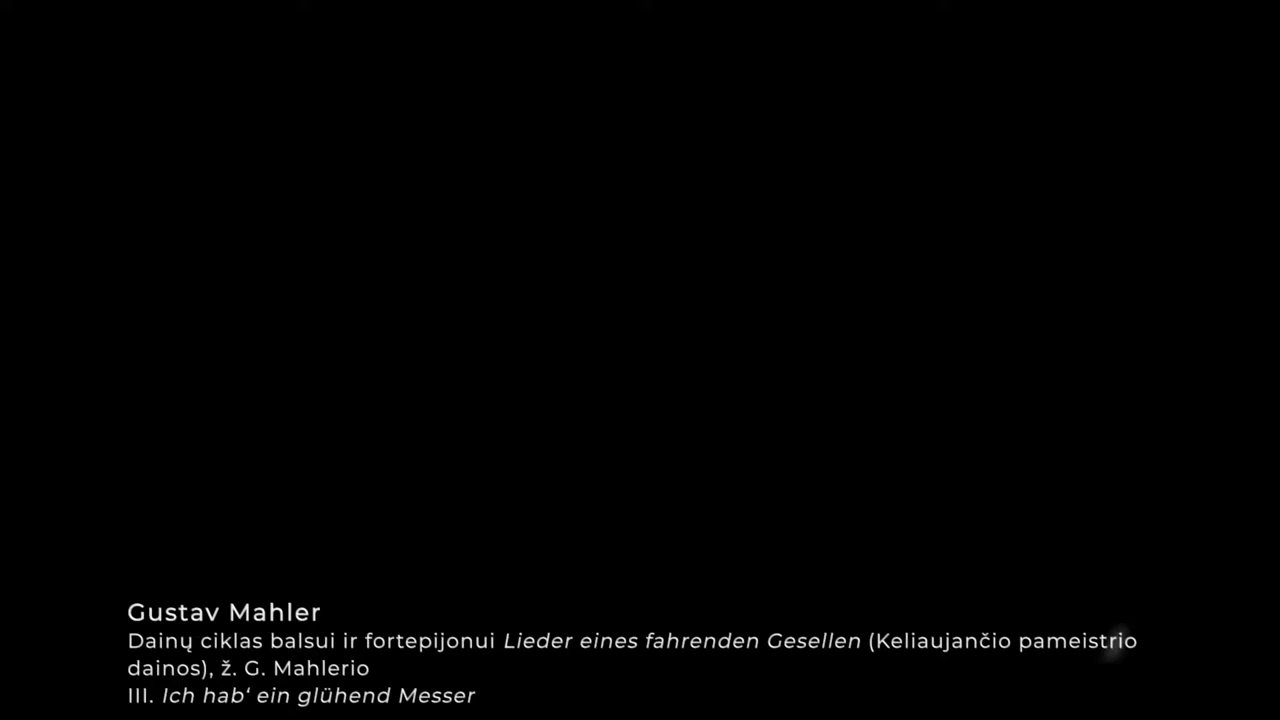 Gustav Mahler
Dainų ciklas balsui ir fortepijonui Lieder eines fahrenden Gesellen (Keliaujančio pameistrio
dainos), ž. G. Mahlerio
III. Ich hab‘ ein glühend Messer